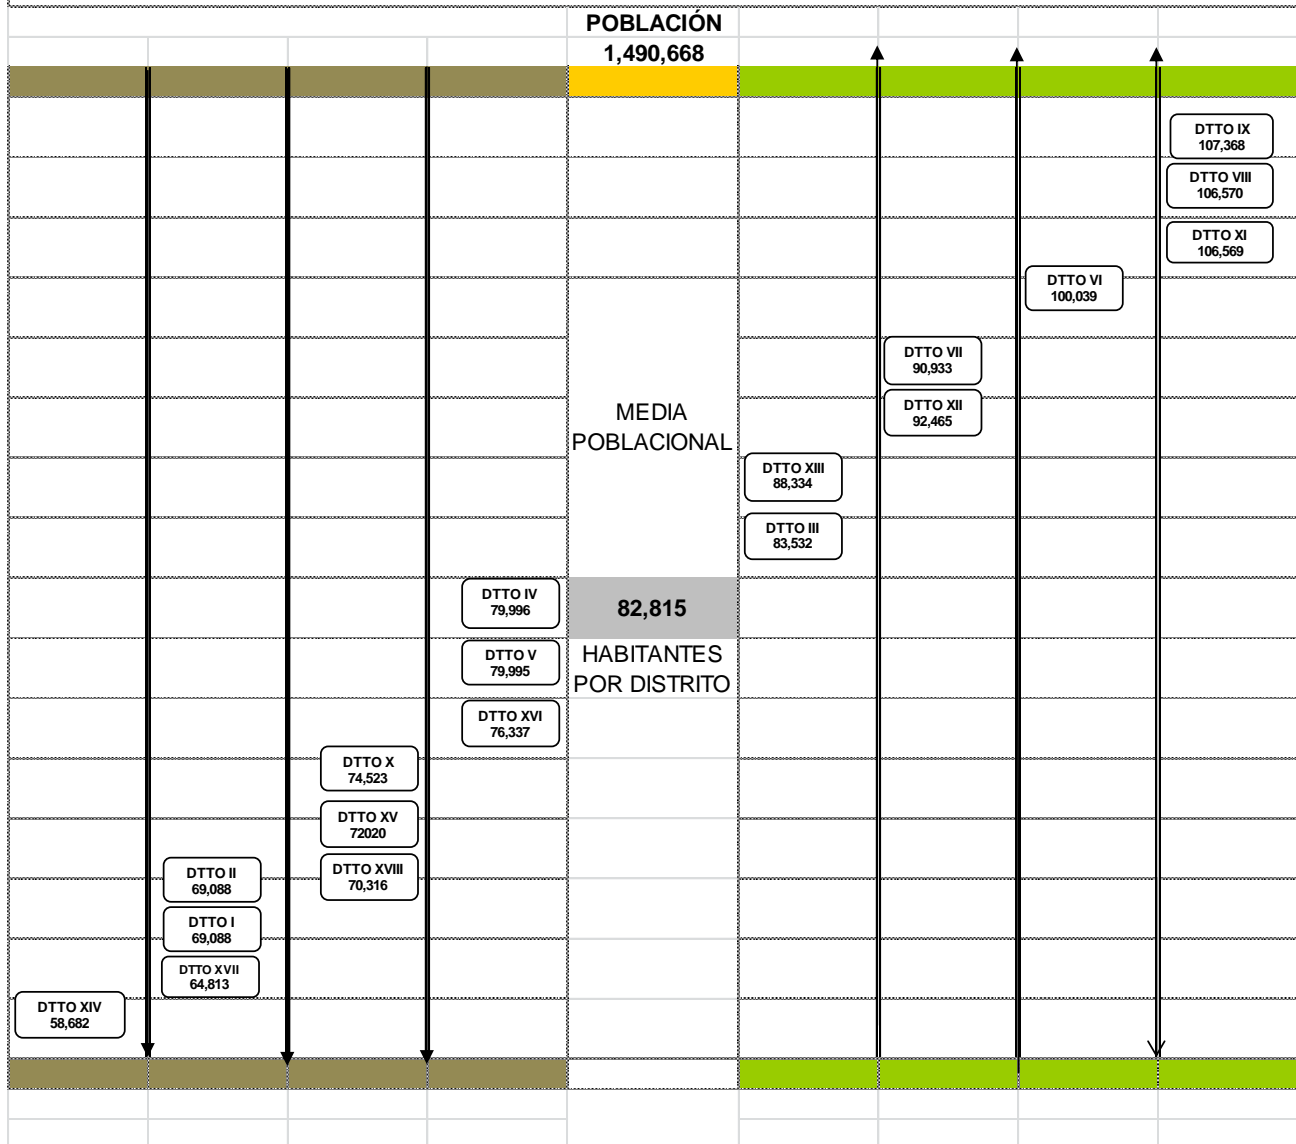 POBLACIÓN
1,490,668
DTTO IX
107,368
DTTO VIII
106,570
DTTO XI
106,569
DTTO VI
100,039
DTTO VII
90,933
DTTO XII
92,465
MEDIA
POBLACIONAL
DTTO XIII
88,334
DTTO III
83,532
DTTO IV
79,996
82,815
DTTO V
79,995
HABITANTES
POR DISTRITO
DTTO XVI
76,337
DTTO X
74,523
DTTO XV
72020
DTTO XVIII
70,316
DTTO II
69,088
DTTO I
69,088
DTTO XVII
64,813
DTTO XIV
58,682